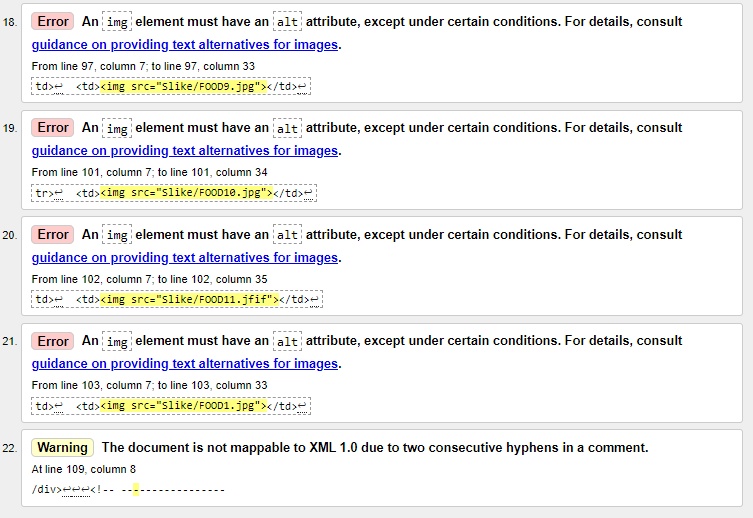 18. Error An img element must have an alt attribute, except under certain conditions. For details, consult
guidance on providing text alternatives for images.
From line 97, column 7; to line 97, column 33
td>↩  <td><img src="Slike/FOOD9.jpg"></td>↩
19. Error An img element must have an alt attribute, except under certain conditions. For details, consult
guidance on providing text alternatives for images.
From line 101, column 7; to line 101, column 34
tr>↩  <td><img src="Slike/FOOD10.jpg"></td>↩
20. Error An img element must have an alt attribute, except under certain conditions. For details, consult
guidance on providing text alternatives for images.
From line 102, column 7; to line 102, column 35
td>↩  <td><img src="Slike/FOOD11.jfif"></td>↩
21. Error An img element must have an alt attribute, except under certain conditions. For details, consult
guidance on providing text alternatives for images.
From line 103, column 7; to line 103, column 33
td>↩  <td><img src="Slike/FOOD1.jpg"></td>↩
22. Warning The document is not mappable to XML 1.0 due to two consecutive hyphens in a comment.
At line 109, column 8
/div>↩↩↩<!-- ----------------